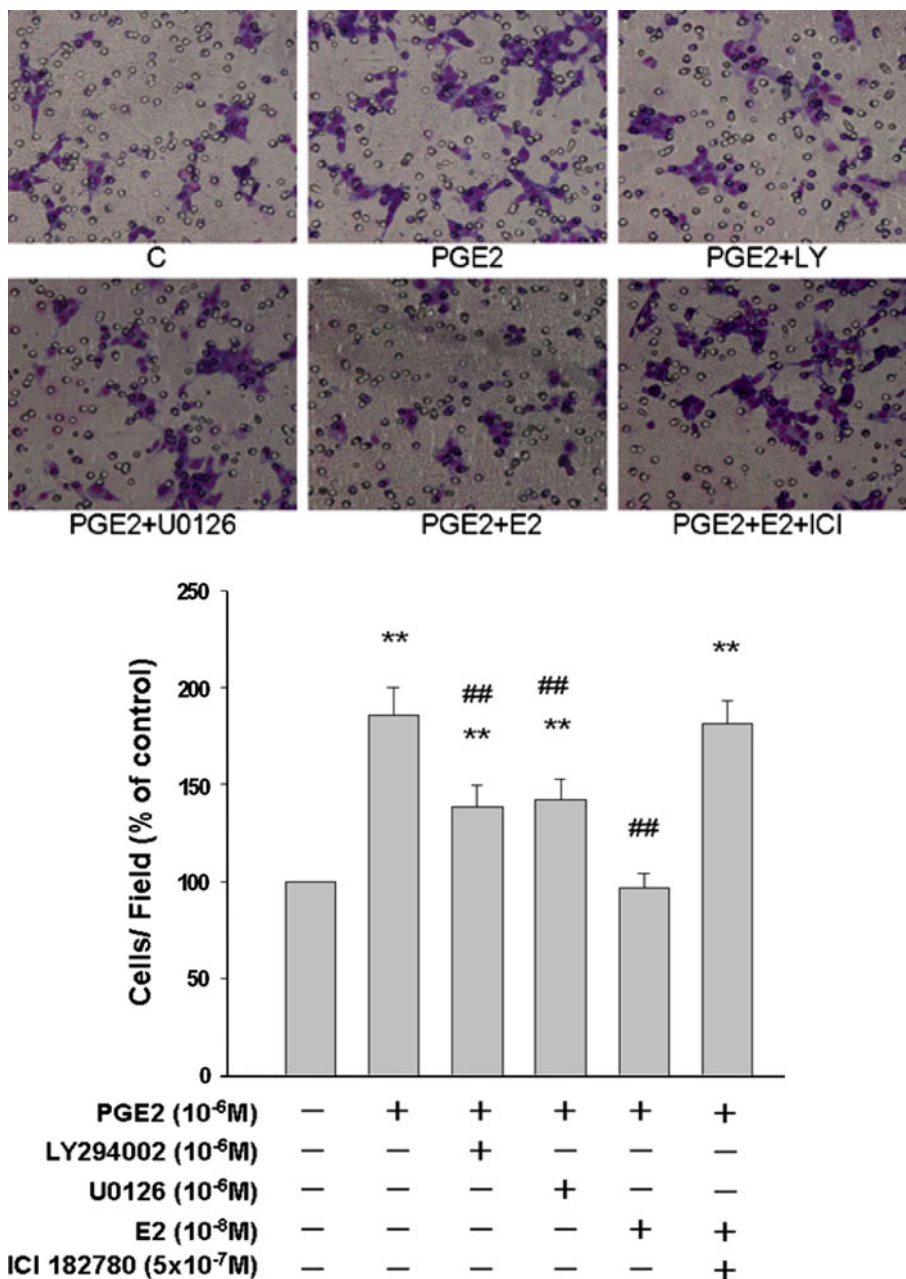 C PGE2 PGE2+LY
PGE2+U0126 PGE2+E2 PGE2+E2+ICI
Cells/ Field (% of control)
250
200
150
100
50
0
** ## ** ## ** ## **
PGE2 (10⁻⁶M) – + + + + +
LY294002 (10⁻⁶M) – – + – – –
U0126 (10⁻⁶M) – – – + – –
E2 (10⁻⁸M) – – – – + +
ICI 182780 (5x10⁻⁷M) – – – – – +